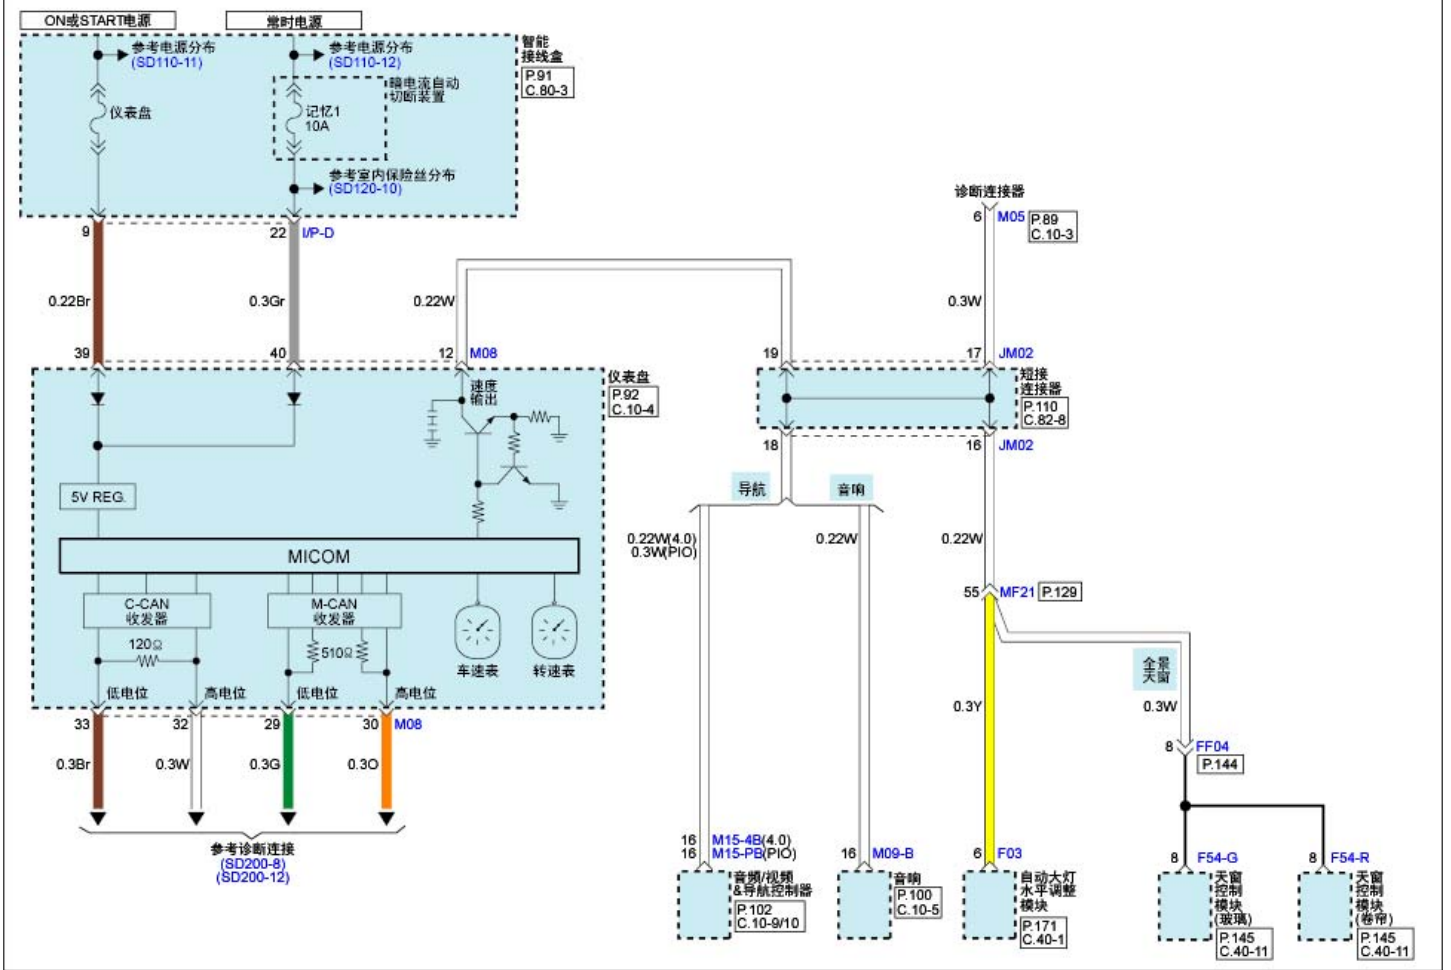 ON或START电源
常时电源
参考电源分布
(SD110-11)
参考电源分布
(SD110-12)
智能
接线盒
P.91
C.80-3
仪表盘
记忆1
10A
暗电流自动
切断装置
参考室内保险丝分布
(SD120-10)
诊断连接器
6
M05
P.89
C.10-3
9
22
I/P-D
0.22Br
0.3Gr
0.22W
0.3W
39
40
12
M08
19
17
JM02
速度
输出
仪表盘
P.92
C.10-4
短接
连接器
P.110
C.82-8
18
16
JM02
5V REG.
导航
音响
0.22W(4.0)
0.3W(PIO)
0.22W
0.22W
MICOM
55
MF21
P.129
C-CAN
收发器
M-CAN
收发器
120Ω
510Ω
车速表
转速表
全景
天窗
低电位
高电位
低电位
高电位
0.3Y
0.3W
33
32
29
30
M08
8
FF04
P.144
0.3Br
0.3W
0.3G
0.3O
参考诊断连接
(SD200-8)
(SD200-12)
16
M15-4B(4.0)
16
M15-PB(PIO)
16
M09-B
6
F03
8
F54-G
8
F54-R
音频/视频
&导航控制器
P.102
C.10-9/10
音响
P.100
C.10-5
自动大灯
水平调整
模块
P.171
C.40-1
天窗
控制
模块
(玻璃)
P.145
C.40-11
天窗
控制
模块
(卷帘)
P.145
C.40-11